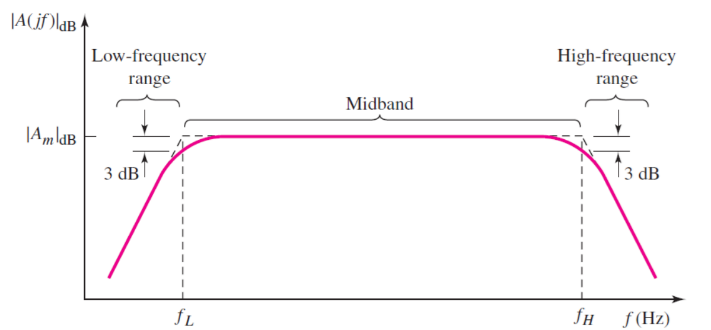 |A(jf)|dB
Low-frequency
range
High-frequency
range
Midband
|Am|dB
3 dB
3 dB
fL
fH
f (Hz)